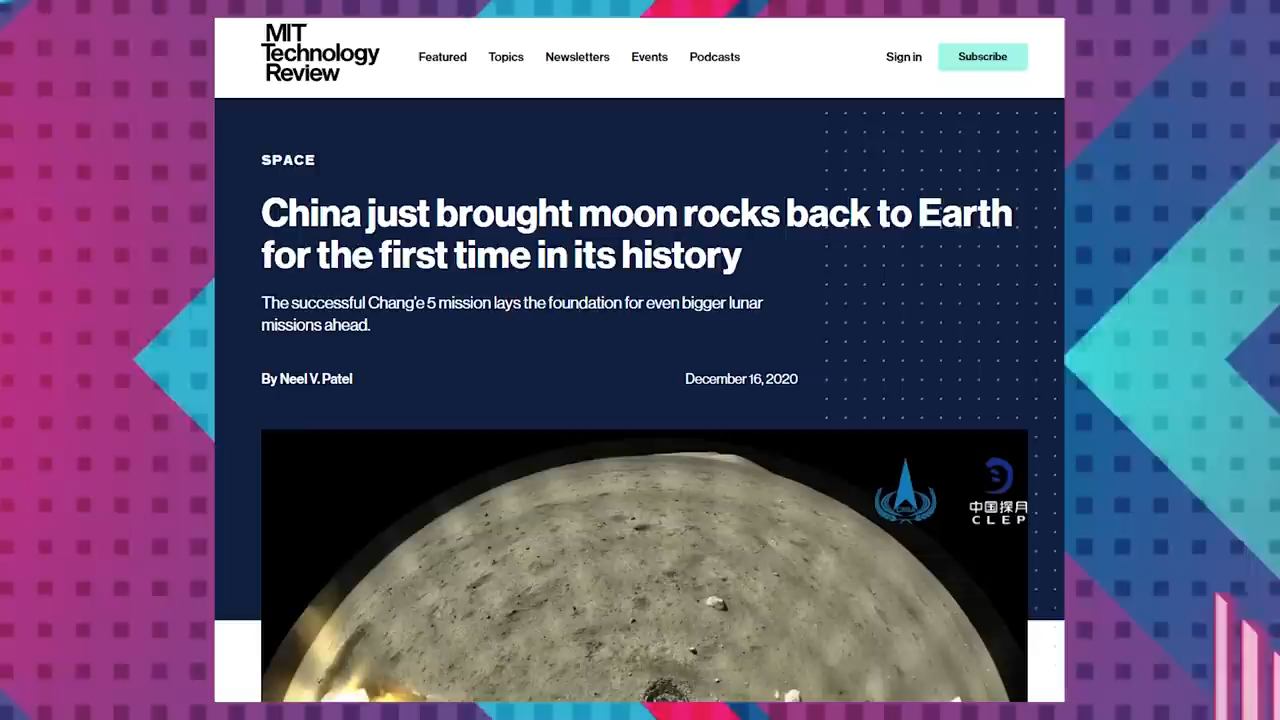 MIT
Technology
Review
Featured Topics Newsletters Events Podcasts Sign in Subscribe
SPACE
China just brought moon rocks back to Earth
for the first time in its history
The successful Chang'e 5 mission lays the foundation for even bigger lunar
missions ahead.
By Neel V. Patel December 16, 2020
中国探月
CLEP